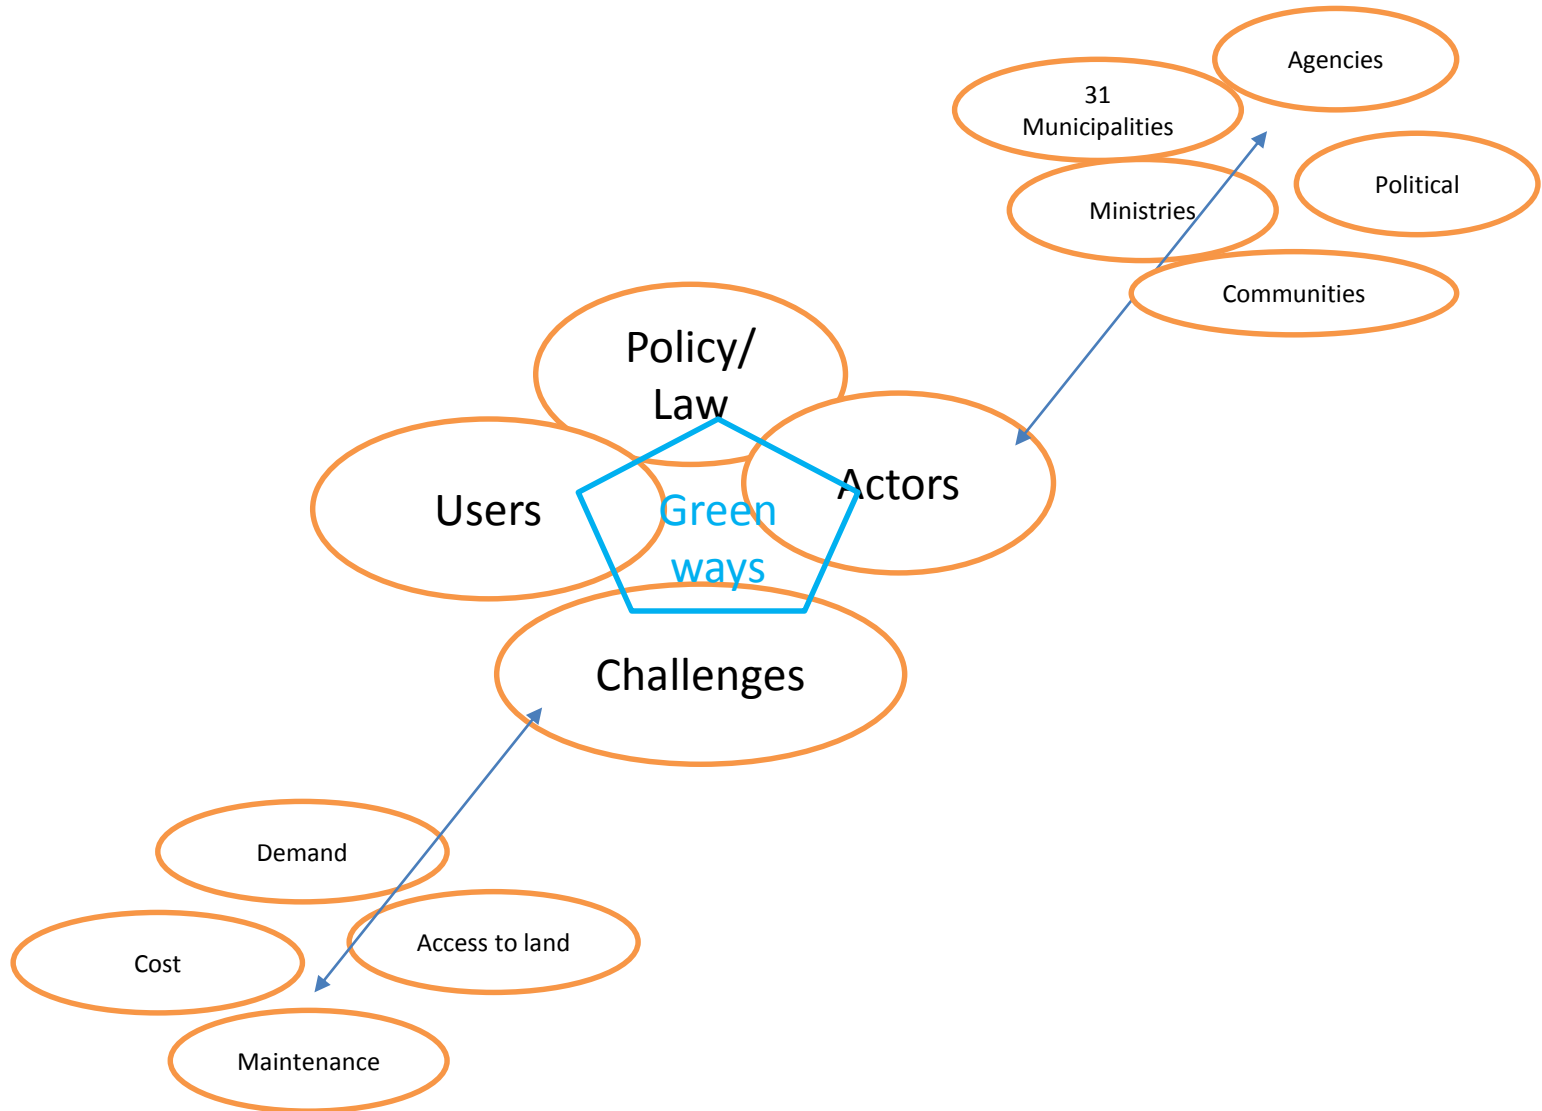 Agencies
31
Municipalities
Political
Ministries
Communities
Policy/
Law
Actors
Users
Green
ways
Challenges
Demand
Access to land
Cost
Maintenance